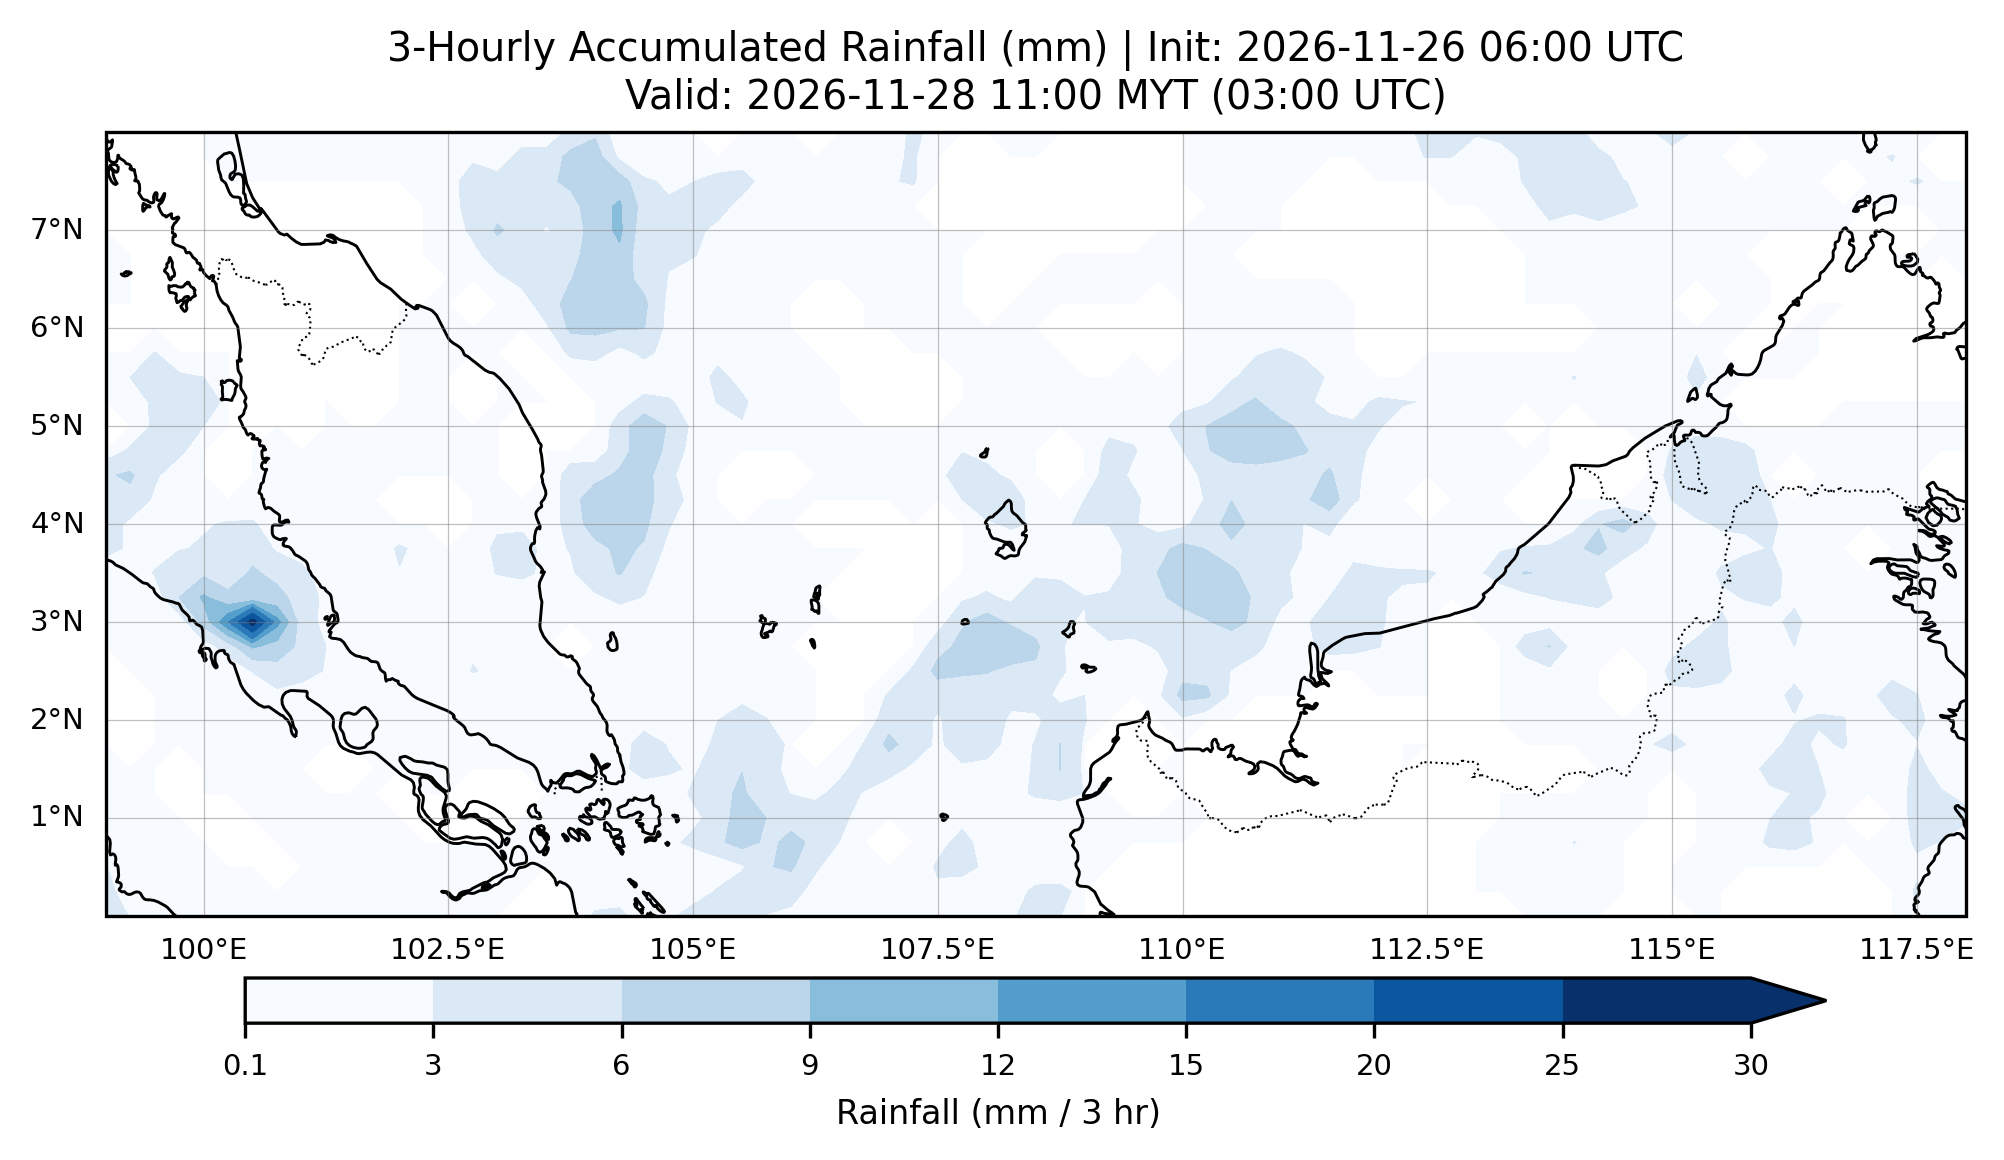 3-Hourly Accumulated Rainfall (mm) | Init: 2026-11-26 06:00 UTC
Valid: 2026-11-28 11:00 MYT (03:00 UTC)
7°N
6°N
5°N
4°N
3°N
2°N
1°N
100°E 102.5°E 105°E 107.5°E 110°E 112.5°E 115°E 117.5°E
0.1 3 6 9 12 15 20 25 30
Rainfall (mm / 3 hr)